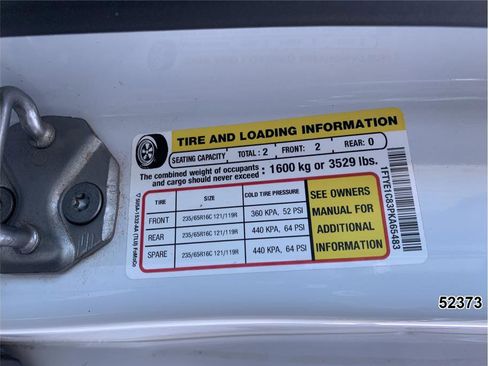 TIRE AND LOADING INFORMATION
SEATING CAPACITY TOTAL: 2 FRONT: 2 REAR: 0
The combined weight of occupants and cargo should never exceed : 1600 kg or 3529 lbs.
TIRE SIZE COLD TIRE PRESSURE
FRONT 235/65R16C 121/119R 360 KPA, 52 PSI
REAR 235/65R16C 121/119R 440 KPA, 64 PSI
SPARE 235/65R16C 121/119R 440 KPA, 64 PSI
SEE OWNERS
MANUAL FOR
ADDITIONAL
INFORMATION
52373